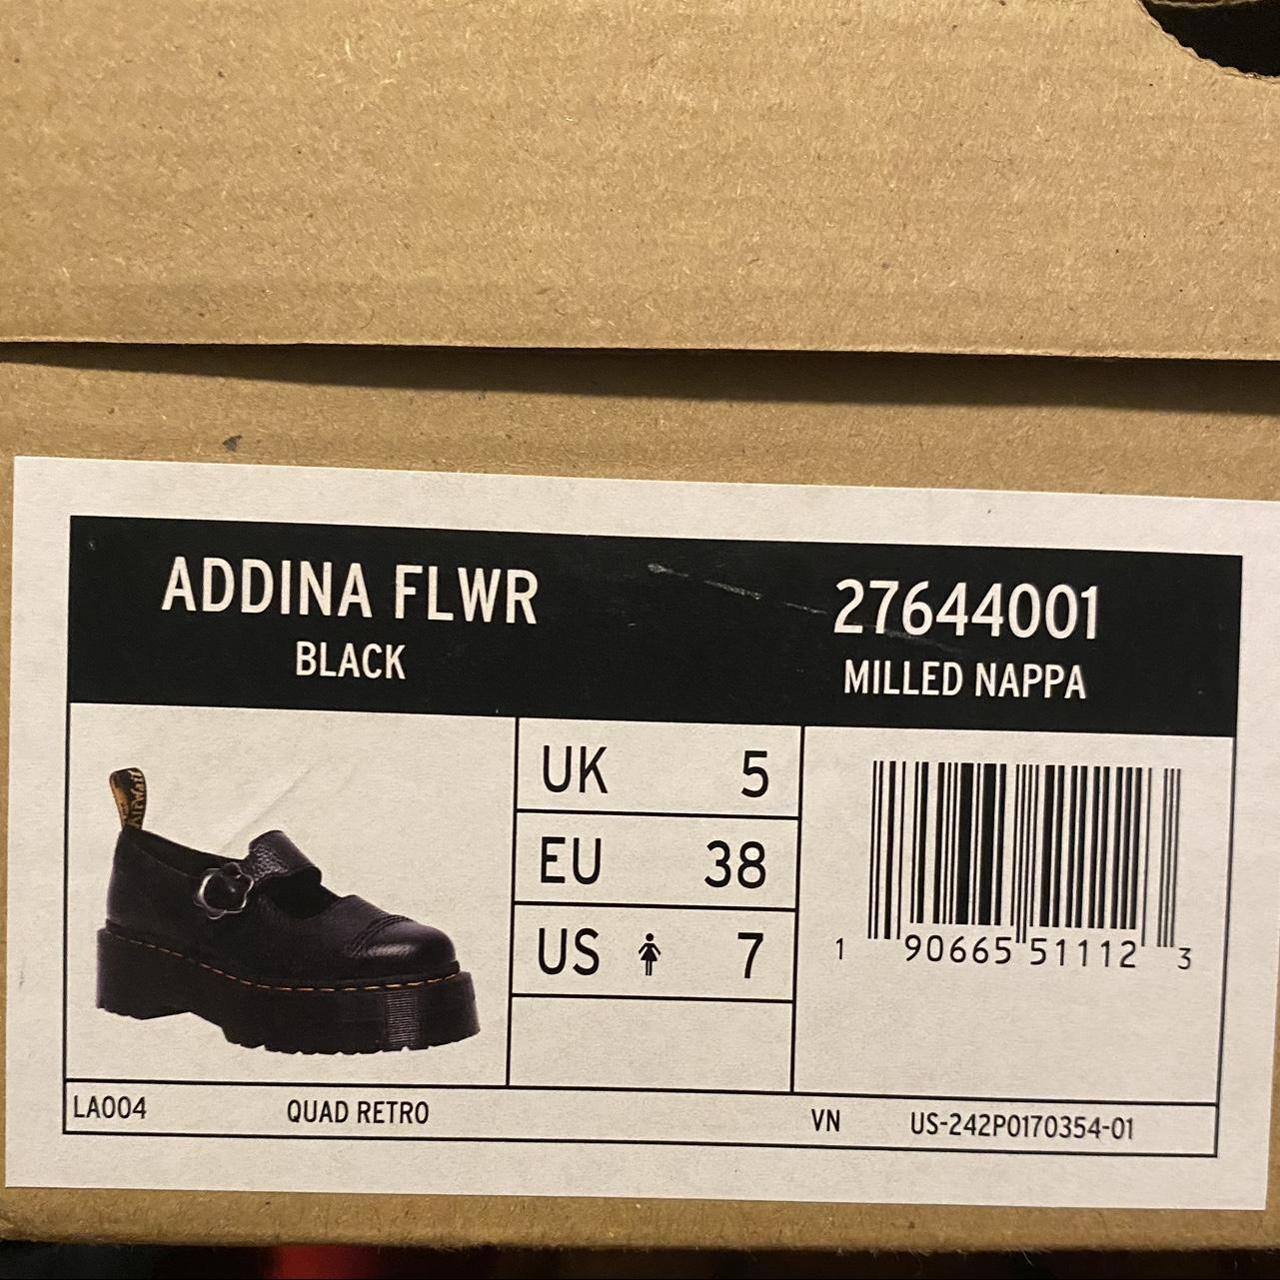 ADDINA FLWR
BLACK
27644001
MILLED NAPPA
AirWair
UK 5
EU 38
US 7
1 90665 51112 3
LA004 QUAD RETRO VN US-242P0170354-01